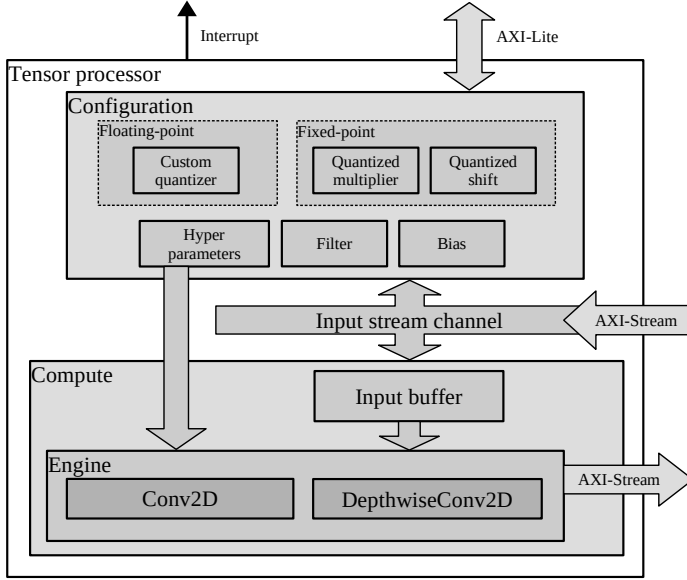 Interrupt
AXI-Lite
Tensor processor
Configuration
Floating-point
Fixed-point
Custom
quantizer
Quantized
multiplier
Quantized
shift
Hyper
parameters
Filter
Bias
Input stream channel
AXI-Stream
Compute
Input buffer
Engine
Conv2D
DepthwiseConv2D
AXI-Stream